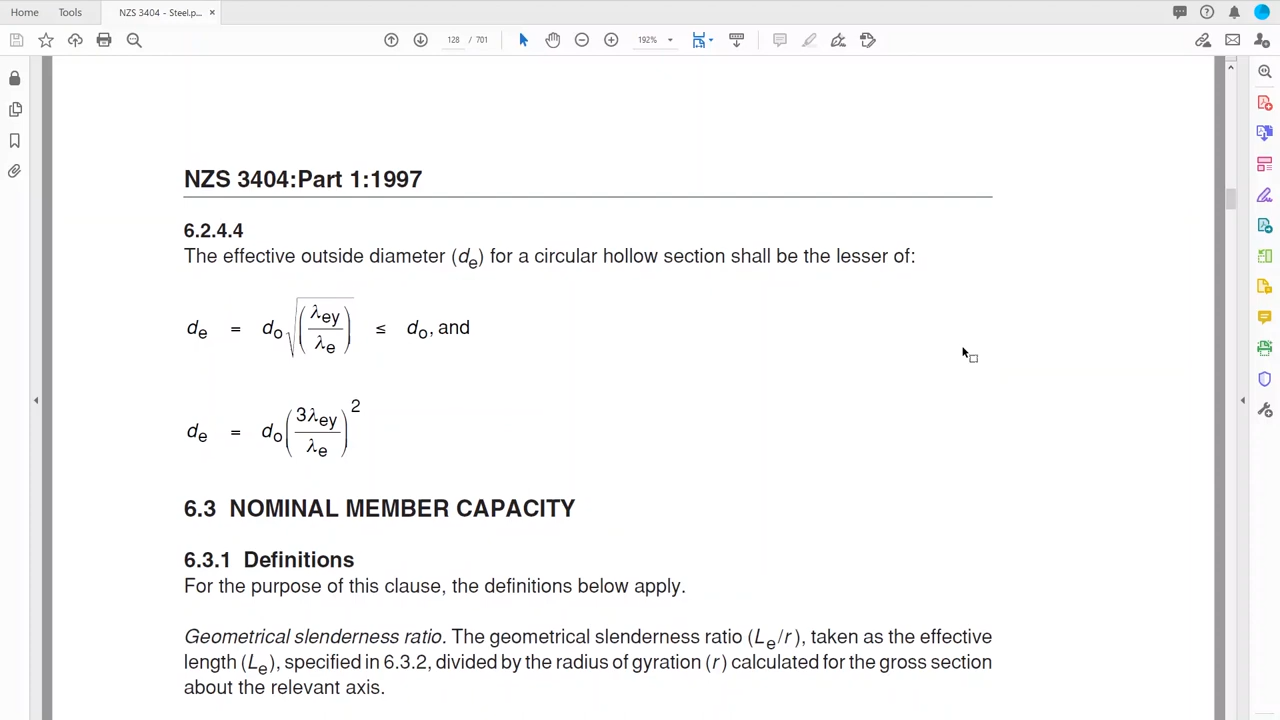 Home
Tools
NZS 3404 - Steel.p... ×
128 / 701
192%
NZS 3404:Part 1:1997
6.2.4.4
The effective outside diameter (de) for a circular hollow section shall be the lesser of:
de = do√(λey/λe) ≤ do, and
de = do(3λey/λe)²
6.3 NOMINAL MEMBER CAPACITY
6.3.1 Definitions
For the purpose of this clause, the definitions below apply.
Geometrical slenderness ratio. The geometrical slenderness ratio (Le/r), taken as the effective
length (Le), specified in 6.3.2, divided by the radius of gyration (r) calculated for the gross section
about the relevant axis.